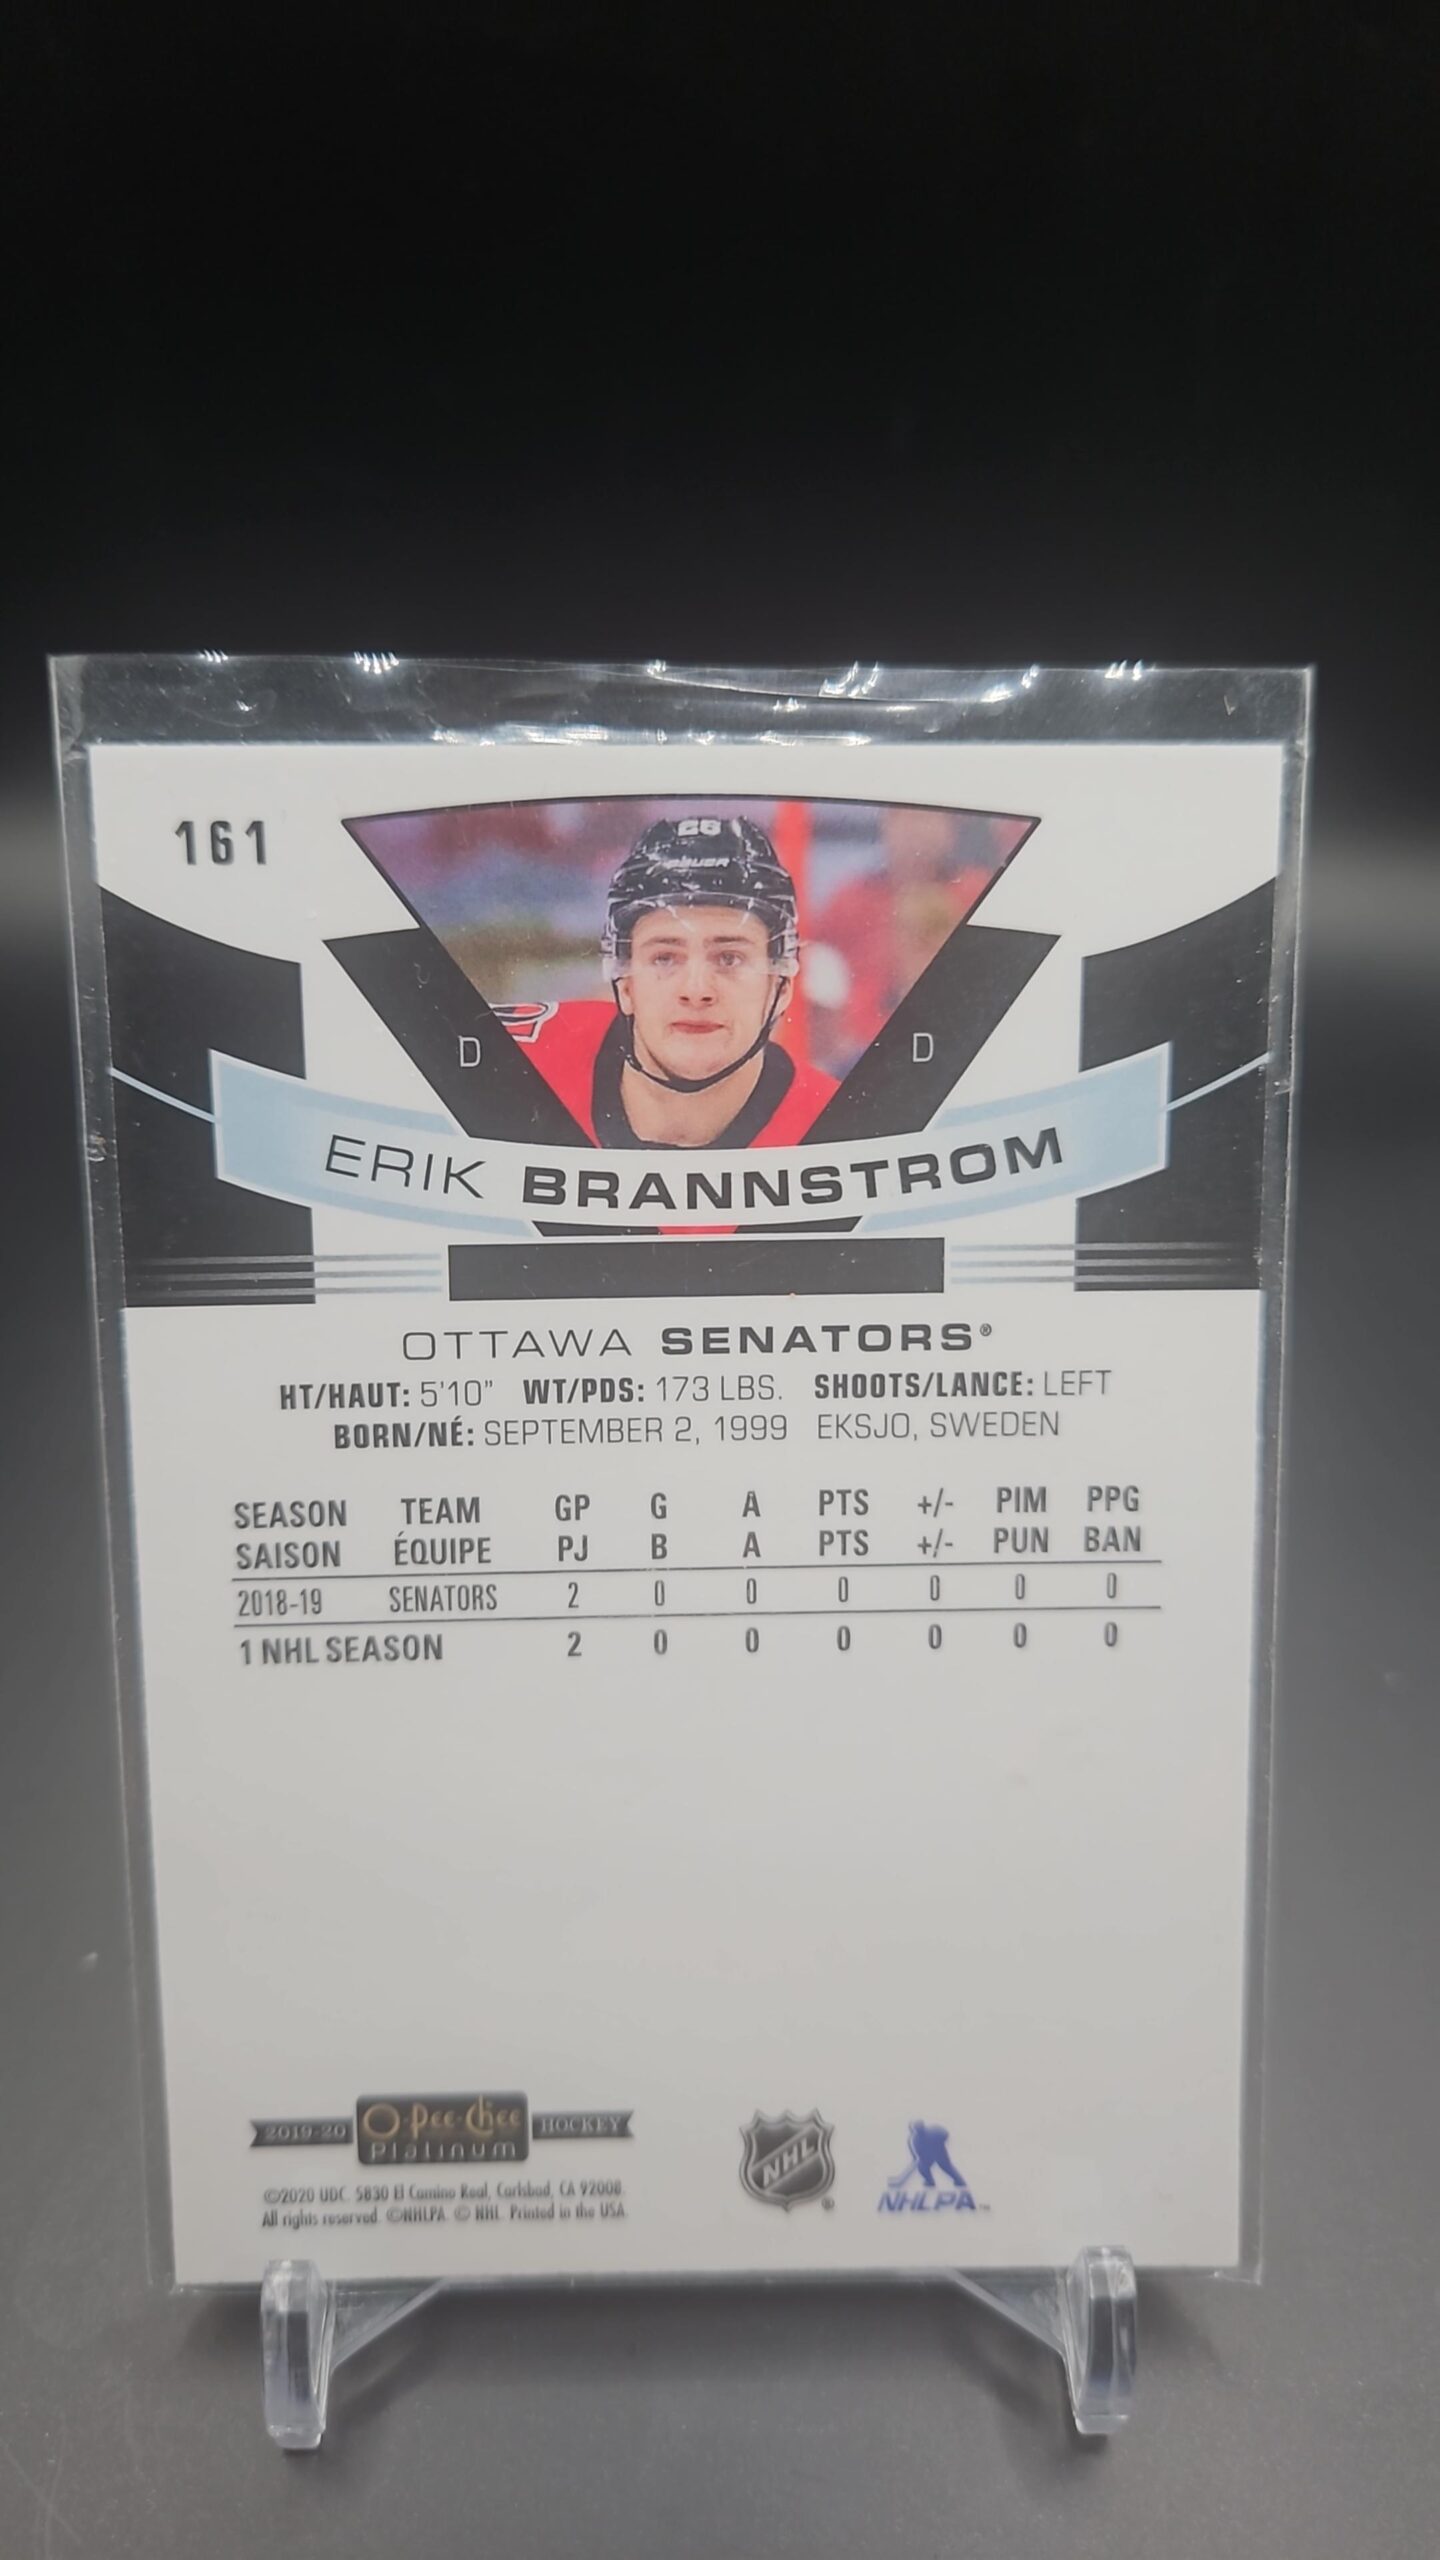 161
26
BAUER
D D
ERIK BRANNSTROM
OTTAWA SENATORS®
HT/HAUT: 5'10" WT/PDS: 173 LBS. SHOOTS/LANCE: LEFT
BORN/NÉ: SEPTEMBER 2, 1999 EKSJO, SWEDEN
SEASON TEAM GP G A PTS +/- PIM PPG
SAISON ÉQUIPE PJ B A PTS +/- PUN BAN
2018-19 SENATORS 2 0 0 0 0 0 0
1 NHL SEASON 2 0 0 0 0 0 0
2019-20 O-Pee-Chee HOCKEY
Platinum
©2020 UDC. 5830 El Camino Real, Carlsbad, CA 92008.
All rights reserved. ©NHLPA. © NHL. Printed in the USA.
NHL ®
NHLPA™